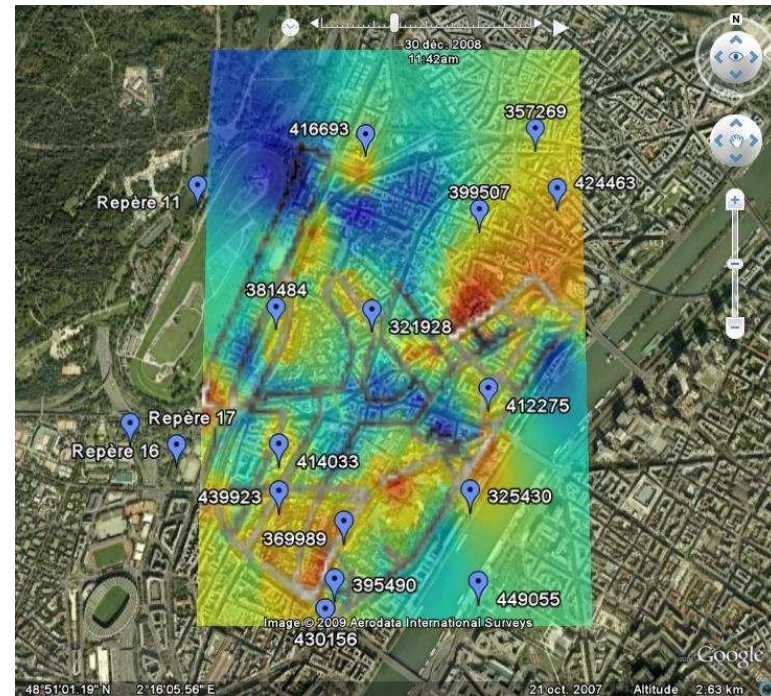 N
30 déc. 2008
11:42am
357269
416693
424463
Repère 11
399507
381484
321928
412275
Repère 17
Repère 16
414033
439923
325430
369989
395490
449055
Image © 2009 Aerodata International Surveys
430156
Google
48°51'01.19" N 2°16'05.56" E 21 oct. 2007 Altitude 2.63 km